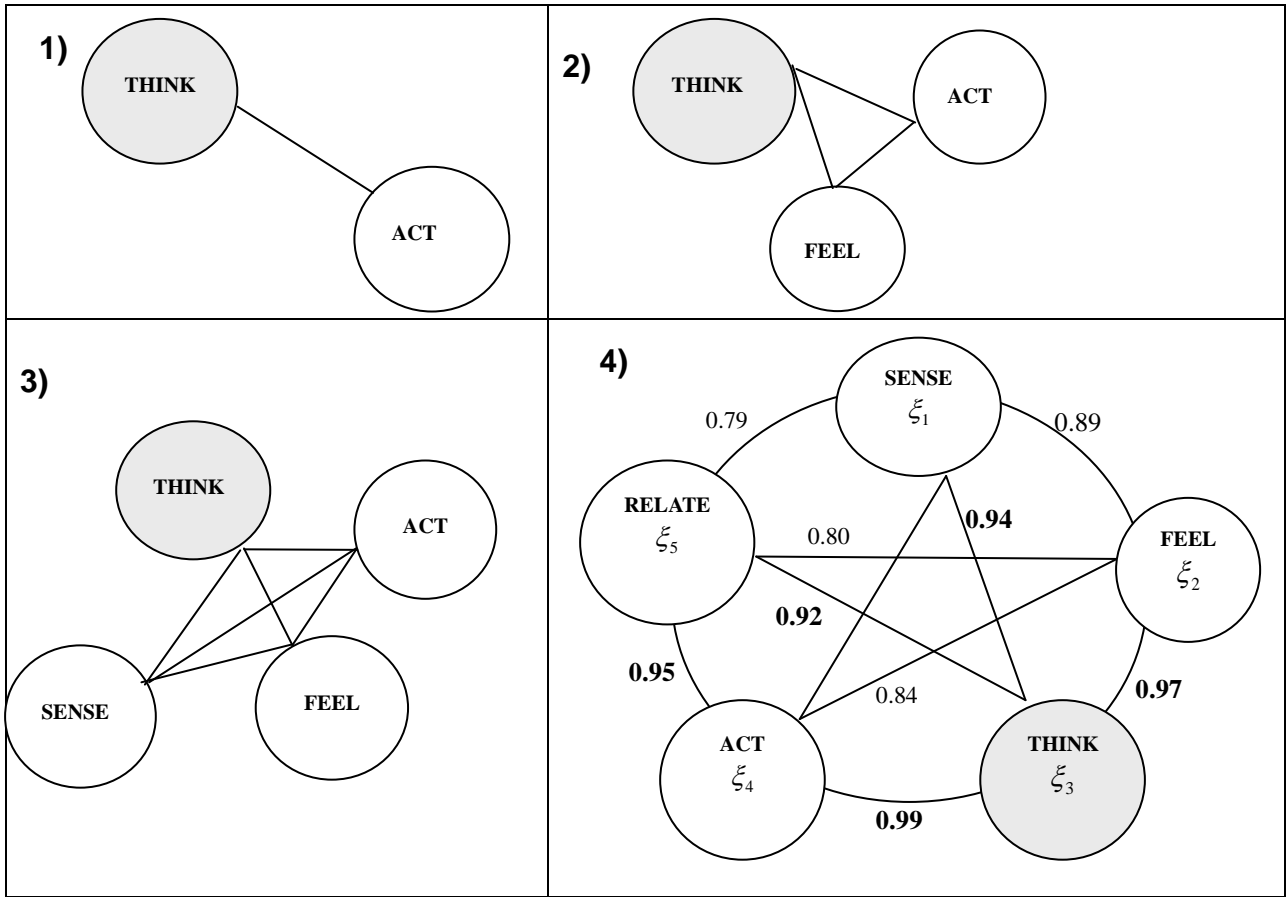 1)
THINK
ACT
2)
THINK
ACT
FEEL
3)
THINK
ACT
SENSE
FEEL
4)
SENSE
ξ₁
0.79
0.89
RELATE
ξ₅
0.94
0.80
FEEL
ξ₂
0.92
0.95
0.84
0.97
ACT
ξ₄
THINK
ξ₃
0.99